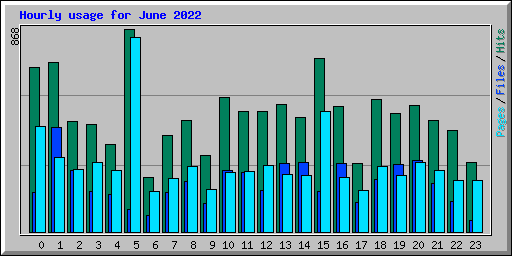 Hourly usage for June 2022
868
Pages/Files/Hits
0 1 2 3 4 5 6 7 8 9 10 11 12 13 14 15 16 17 18 19 20 21 22 23